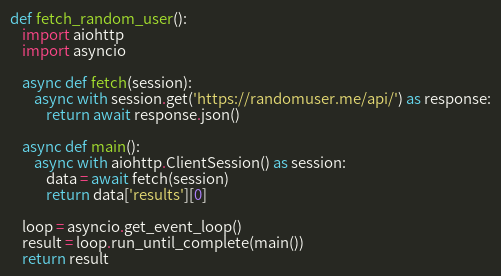 def fetch_random_user():
    import aiohttp
    import asyncio

    async def fetch(session):
        async with session.get('https://randomuser.me/api/') as response:
            return await response.json()

    async def main():
        async with aiohttp.ClientSession() as session:
            data = await fetch(session)
            return data['results'][0]

    loop = asyncio.get_event_loop()
    result = loop.run_until_complete(main())
    return result